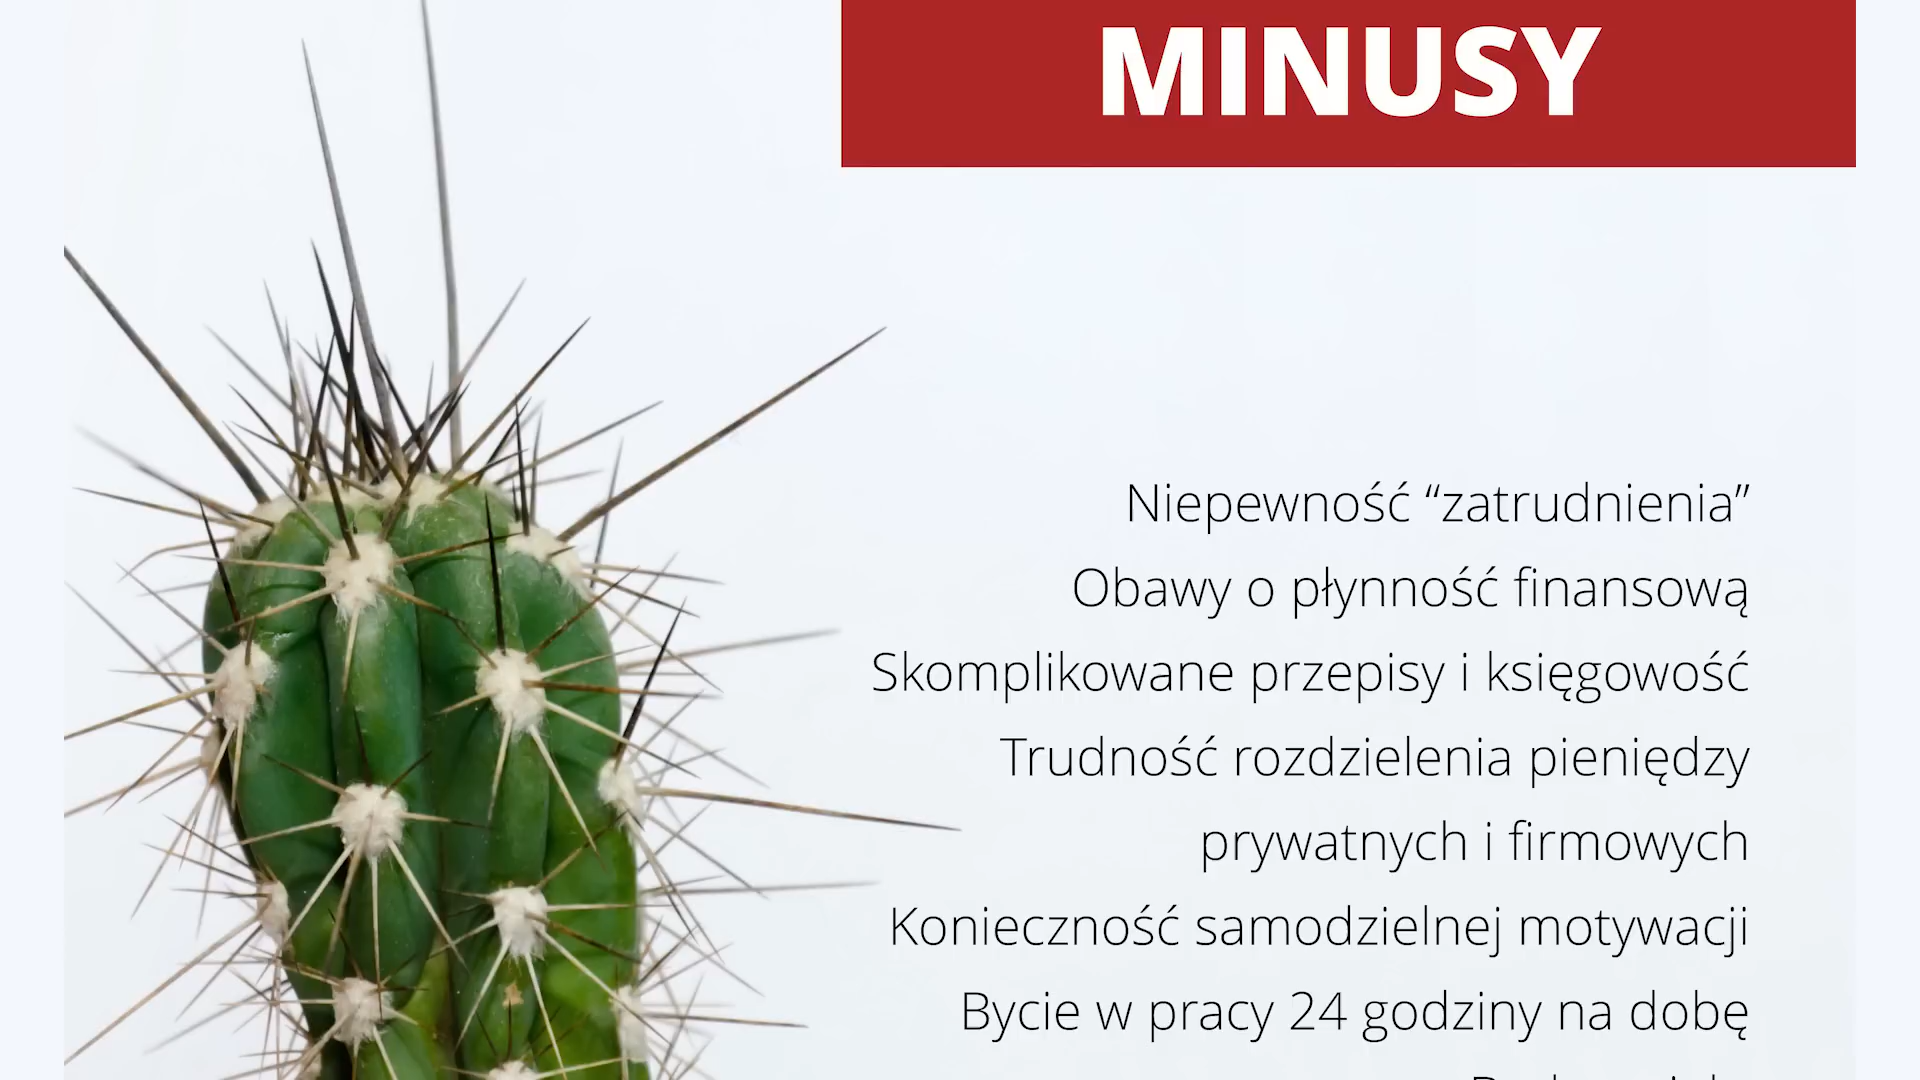 MINUSY
Niepewność “zatrudnienia”
Obawy o płynność finansową
Skomplikowane przepisy i księgowość
Trudność rozdzielenia pieniędzy
prywatnych i firmowych
Konieczność samodzielnej motywacji
Bycie w pracy 24 godziny na dobę